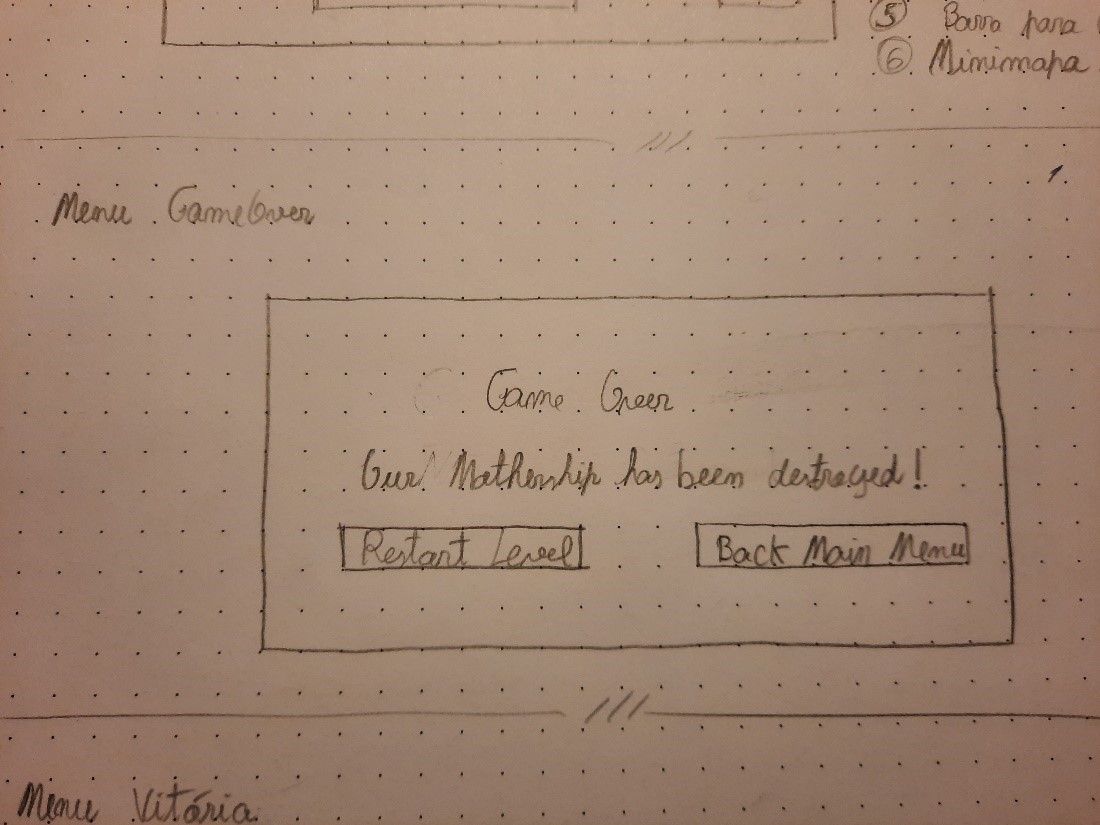 5 Barra para
6 Minimapa
Menu GameOver
Game Over
Our Mothership has been destroyed!
Restart Level
Back Main Menu
Menu Vitória